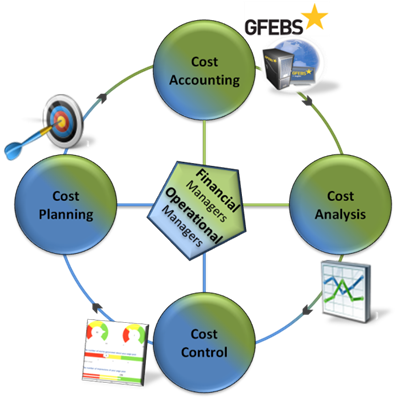 GFEBS
Cost
Accounting
Cost
Planning
Financial
Managers
Operational
Managers
Cost
Analysis
Cost
Control